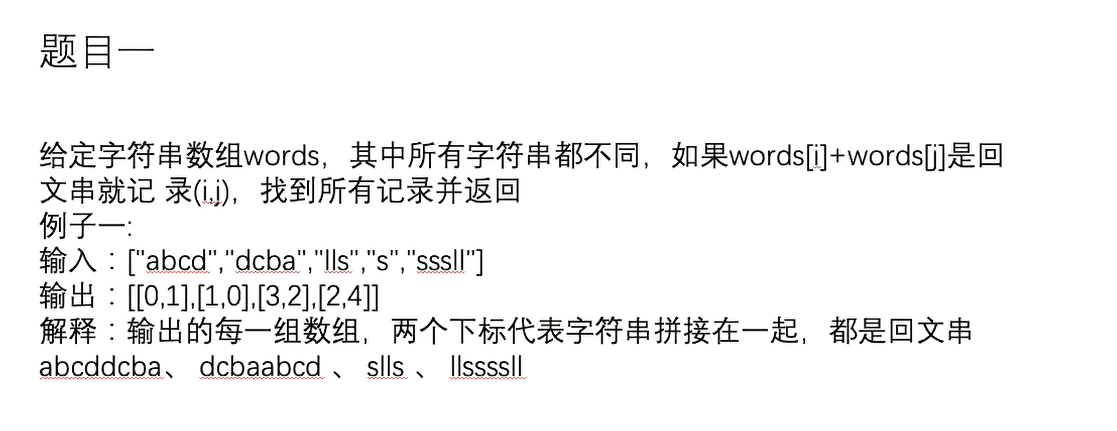 题目一
给定字符串数组words，其中所有字符串都不同，如果words[i]+words[j]是回
文串就记 录(i,j)，找到所有记录并返回
例子一:
输入：["abcd","dcba","lls","s","sssll"]
输出：[[0,1],[1,0],[3,2],[2,4]]
解释：输出的每一组数组，两个下标代表字符串拼接在一起，都是回文串
abcddcba、 dcbaabcd 、 slls 、 llssssll